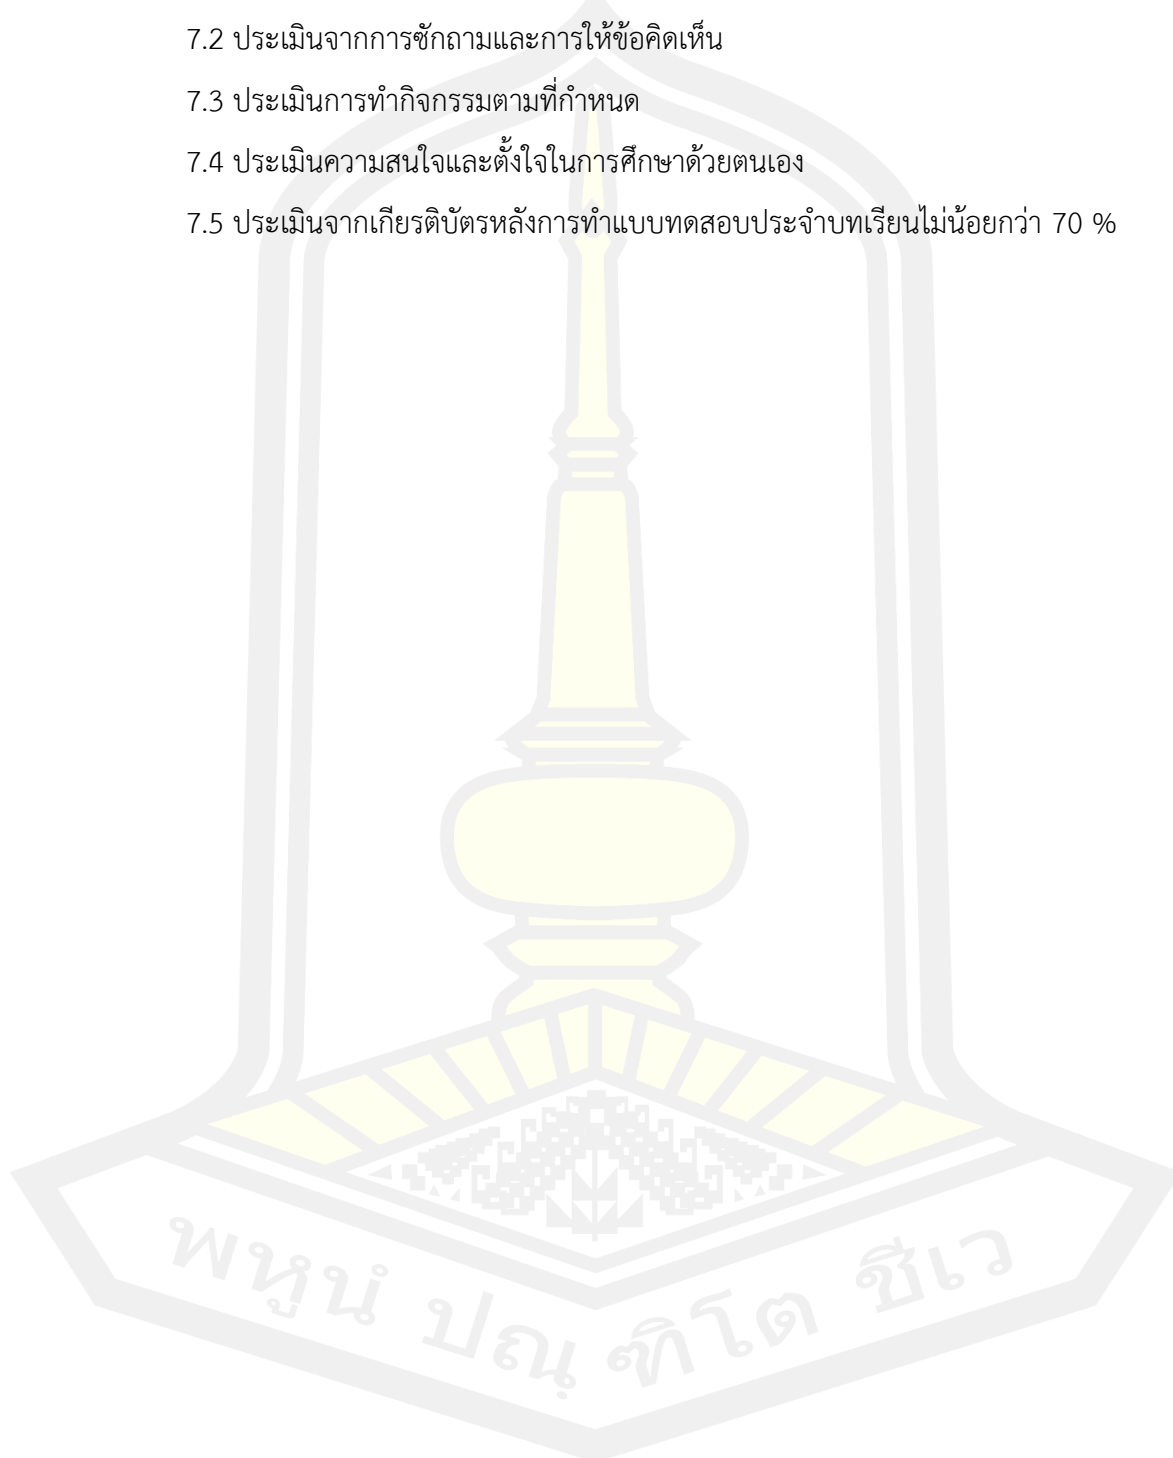 7.2 ประเมินจากการซักถามและการให้ข้อคิดเห็น
7.3 ประเมินการทำกิจกรรมตามที่กำหนด
7.4 ประเมินความสนใจและตั้งใจในการศึกษาด้วยตนเอง
7.5 ประเมินจากเกียรติบัตรหลังการทำแบบทดสอบประจำบทเรียนไม่น้อยกว่า 70 %
พหูนํ ปณฺ ฑิโต ชีเว